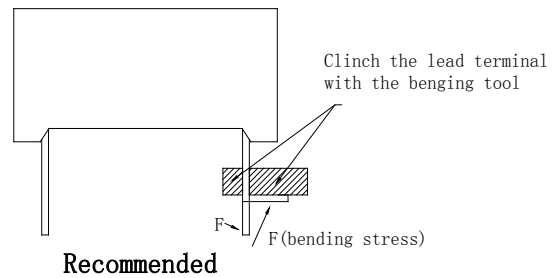 Clinch the lead terminal
with the benging tool
F
F(bending stress)
Recommended